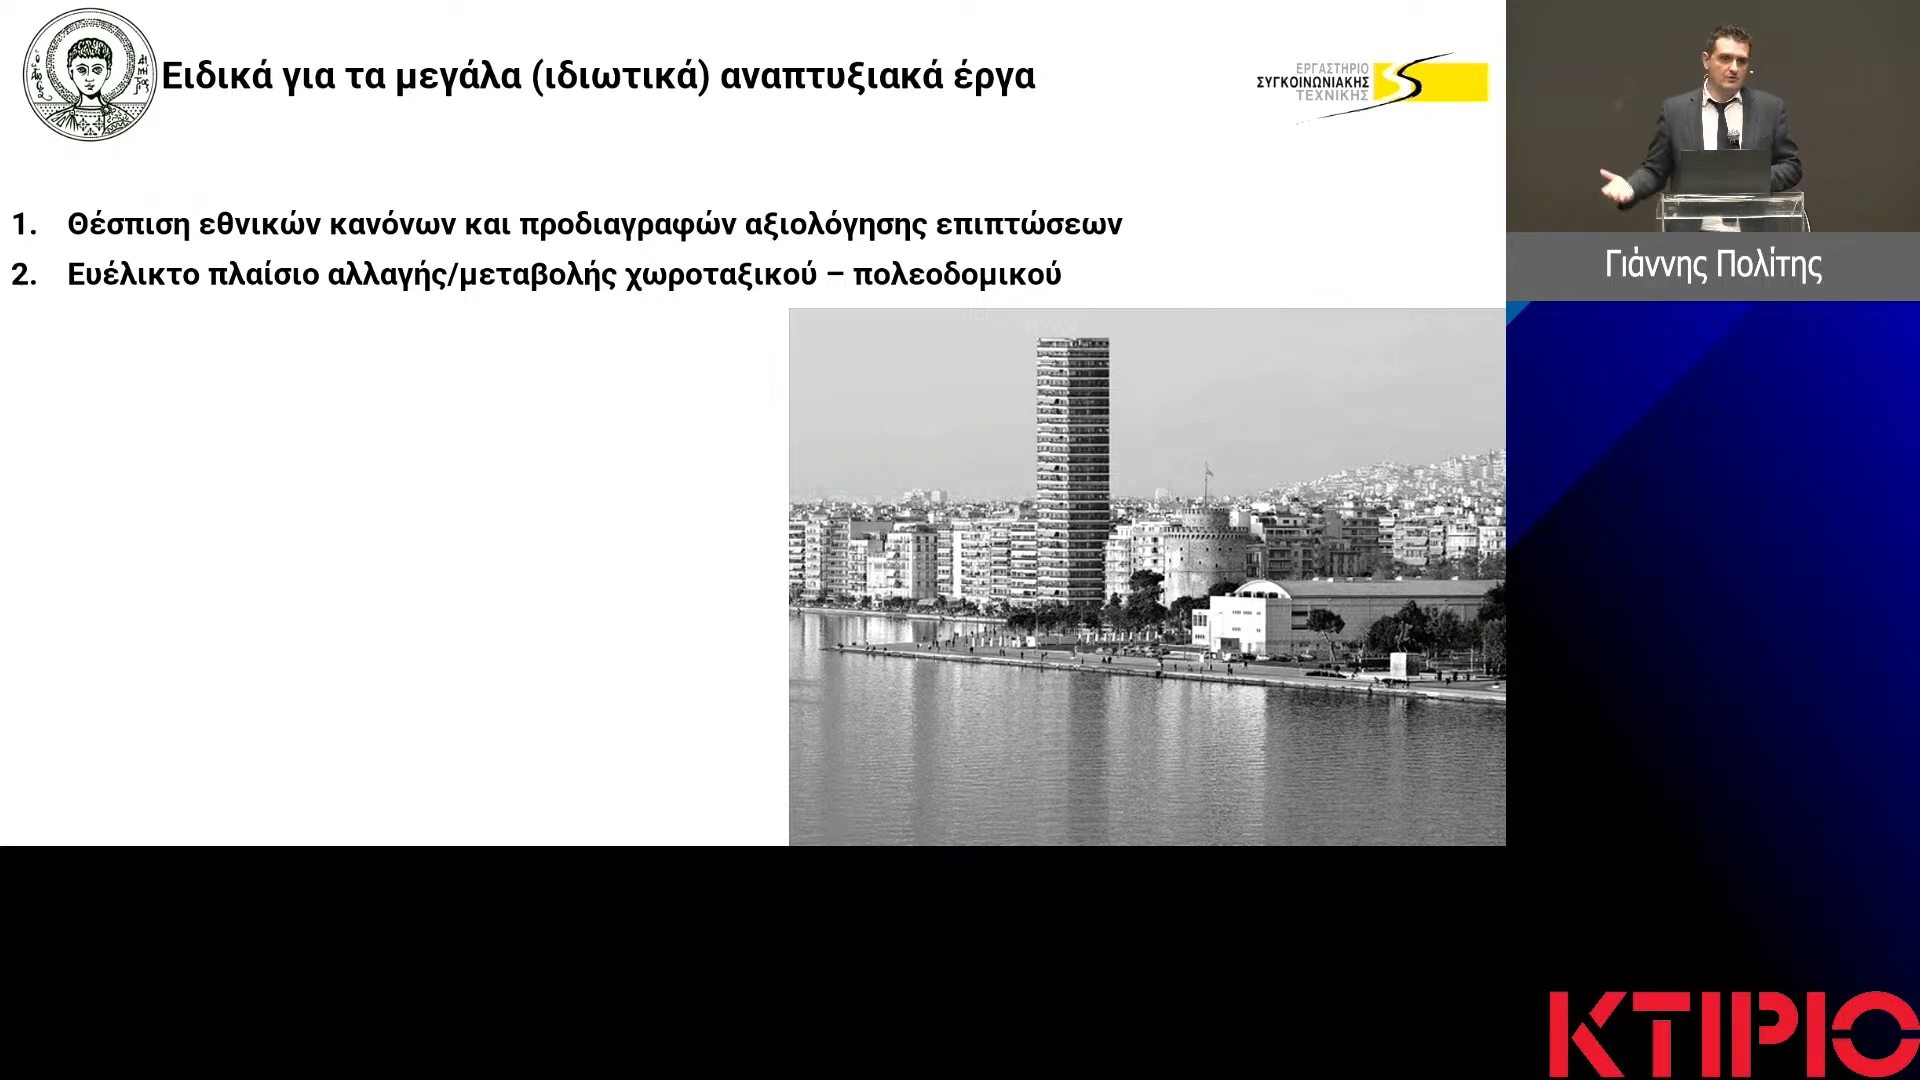 Ειδικά για τα μεγάλα (ιδιωτικά) αναπτυξιακά έργα
ΕΡΓΑΣΤΗΡΙΟ
ΣΥΓΚΟΙΝΩΝΙΑΚΗΣ
ΤΕΧΝΙΚΗΣ
1. Θέσπιση εθνικών κανόνων και προδιαγραφών αξιολόγησης επιπτώσεων
2. Ευέλικτο πλαίσιο αλλαγής/μεταβολής χωροταξικού – πολεοδομικού
Γιάννης Πολίτης
ΚΤΙΡΙΟ